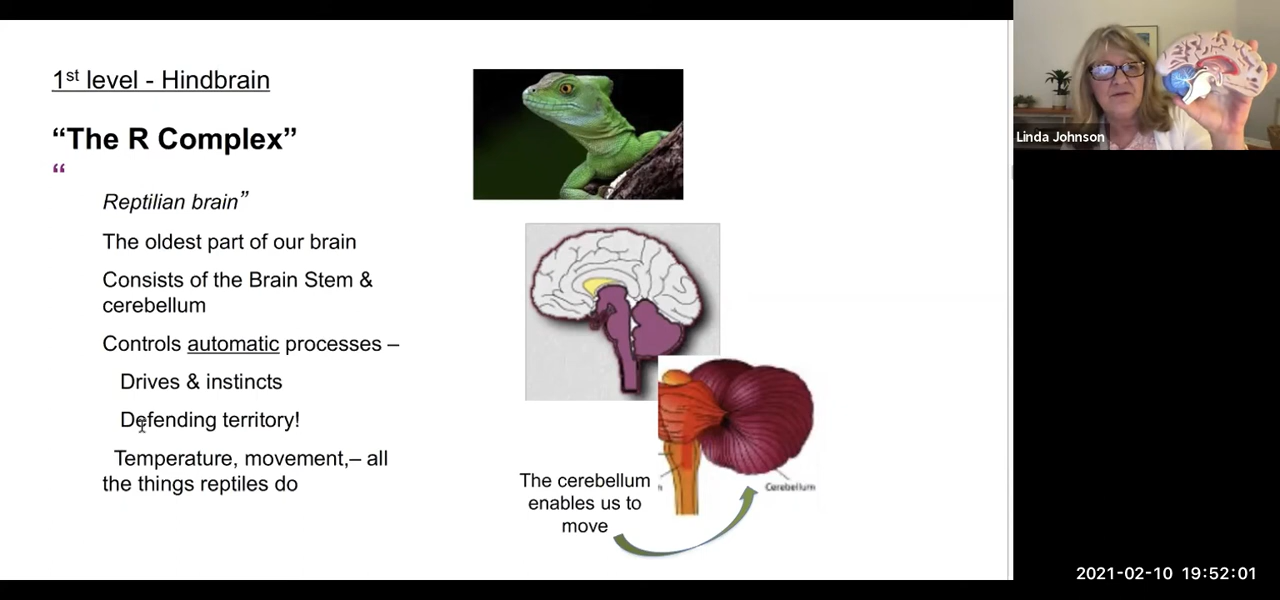 1st level - Hindbrain
“The R Complex”
“
Reptilian brain”
The oldest part of our brain
Consists of the Brain Stem &
cerebellum
Controls automatic processes –
Drives & instincts
Defending territory!
Temperature, movement,– all
the things reptiles do
The cerebellum
enables us to
move
Cerebellum
Linda Johnson
2021-02-10 19:52:01